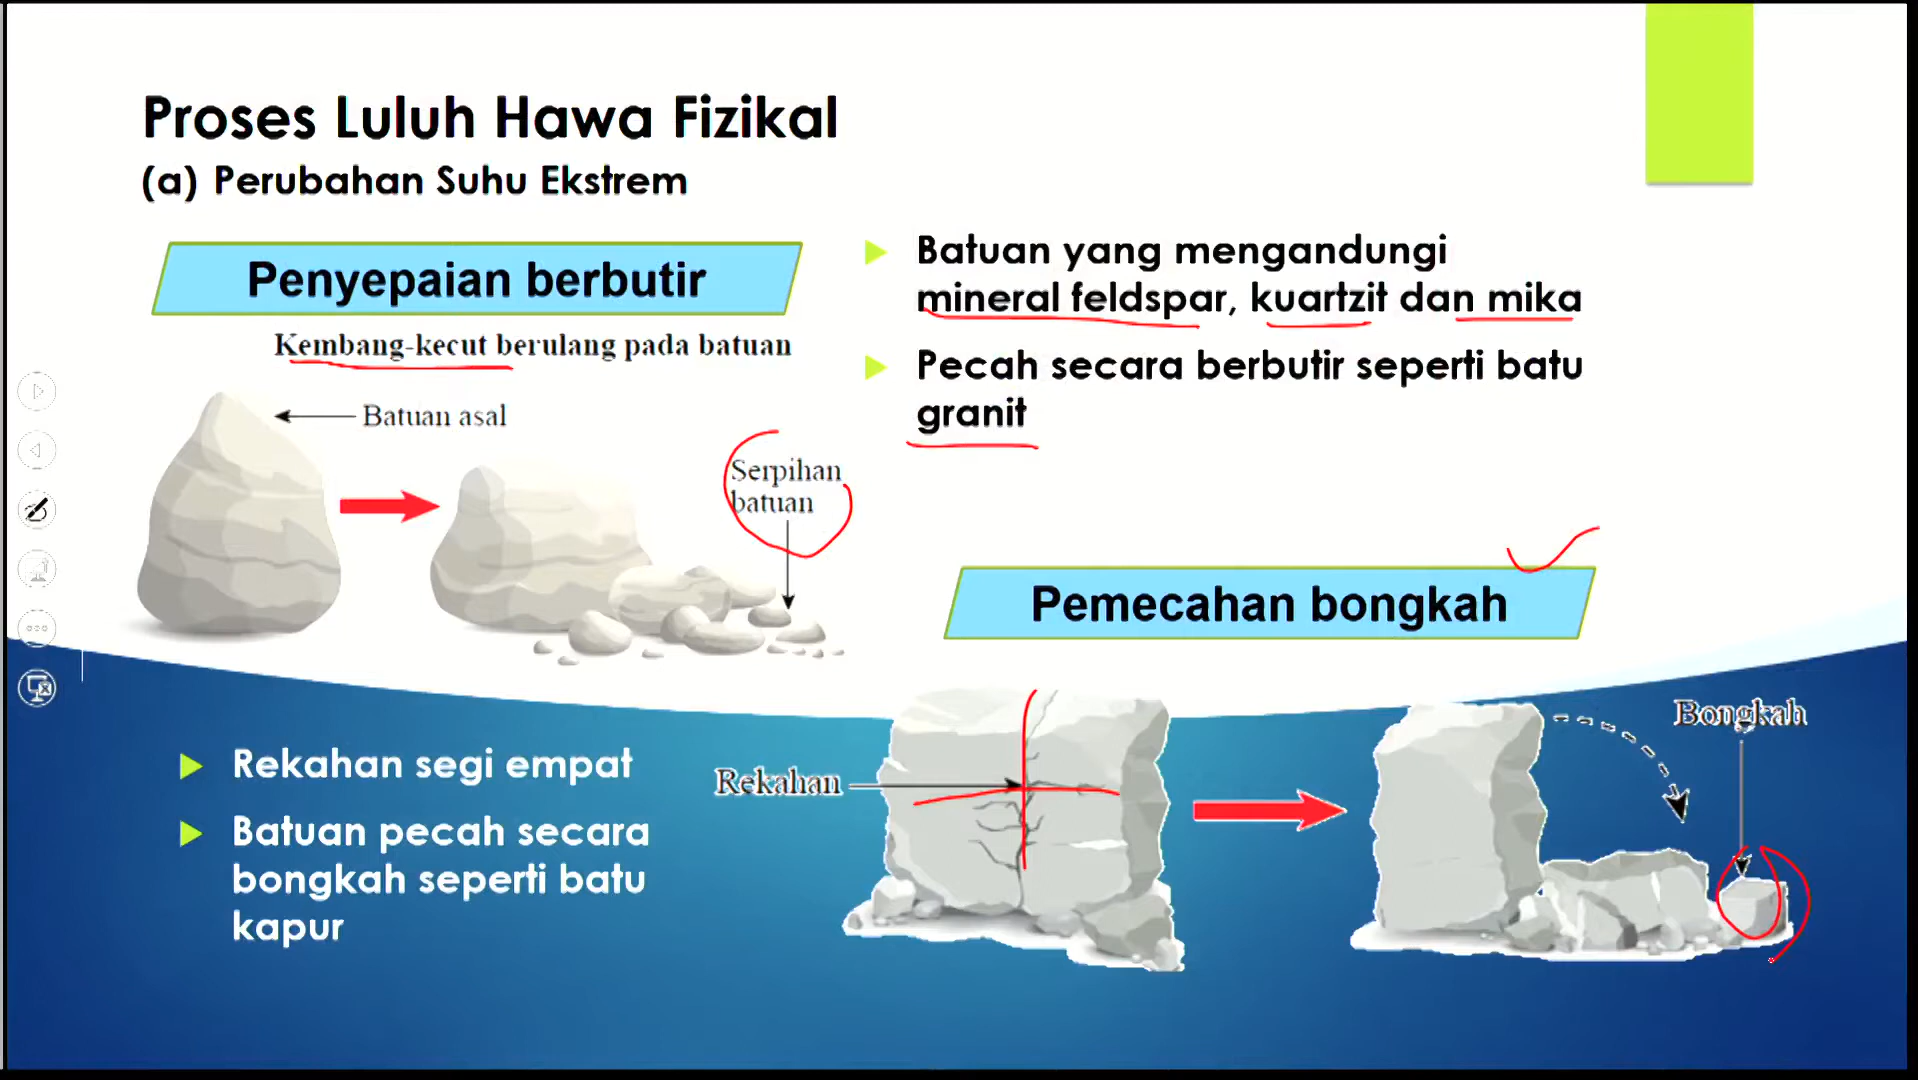 Proses Luluh Hawa Fizikal
(a) Perubahan Suhu Ekstrem
Penyepaian berbutir
Kembang-kecut berulang pada batuan
Batuan asal
Serpihan
batuan
Batuan yang mengandungi
mineral feldspar, kuartzit dan mika
Pecah secara berbutir seperti batu
granit
Pemecahan bongkah
Rekahan segi empat
Batuan pecah secara
bongkah seperti batu
kapur
Rekahan
Bongkah